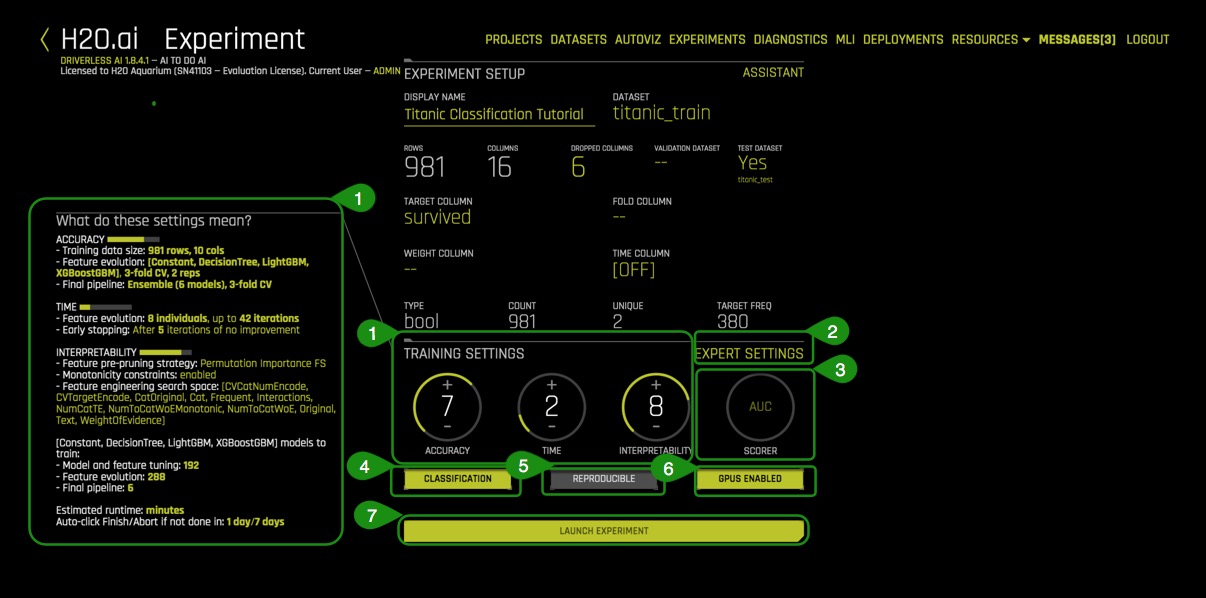 H2O.ai Experiment
DRIVERLESS AI 1.8.4.1 – AI TO DO AI
Licensed to H2O Aquarium (SN41103 – Evaluation License). Current User – ADMIN
PROJECTS DATASETS AUTOVIZ EXPERIMENTS DIAGNOSTICS MLI DEPLOYMENTS RESOURCES MESSAGES[3] LOGOUT
EXPERIMENT SETUP ASSISTANT
DISPLAY NAME DATASET
Titanic Classification Tutorial titanic_train
ROWS COLUMNS DROPPED COLUMNS VALIDATION DATASET TEST DATASET
981 16 6 -- Yes
titanic_test
TARGET COLUMN FOLD COLUMN
survived --
WEIGHT COLUMN TIME COLUMN
-- [OFF]
TYPE COUNT UNIQUE TARGET FREQ
bool 981 2 380
1
What do these settings mean?
ACCURACY
- Training data size: 981 rows, 10 cols
- Feature evolution: [Constant, DecisionTree, LightGBM,
XGBoostGBM], 3-fold CV, 2 reps
- Final pipeline: Ensemble (6 models), 3-fold CV
TIME
- Feature evolution: 8 individuals, up to 42 iterations
- Early stopping: After 5 iterations of no improvement
INTERPRETABILITY
- Feature pre-pruning strategy: Permutation Importance FS
- Monotonicity constraints: enabled
- Feature engineering search space: [CVCatNumEncode,
CVTargetEncode, CatOriginal, Cat, Frequent, Interactions,
NumCatTE, NumToCatWoEMonotonic, NumToCatWoE, Original,
Text, WeightOfEvidence]
[Constant, DecisionTree, LightGBM, XGBoostGBM] models to
train:
- Model and feature tuning: 192
- Feature evolution: 288
- Final pipeline: 6
Estimated runtime: minutes
Auto-click Finish/Abort if not done in: 1 day/7 days
1
TRAINING SETTINGS
2
EXPERT SETTINGS
3
+ + +
7 2 8 AUC
- - -
ACCURACY TIME INTERPRETABILITY SCORER
4 5 6
CLASSIFICATION REPRODUCIBLE GPUS ENABLED
7
LAUNCH EXPERIMENT